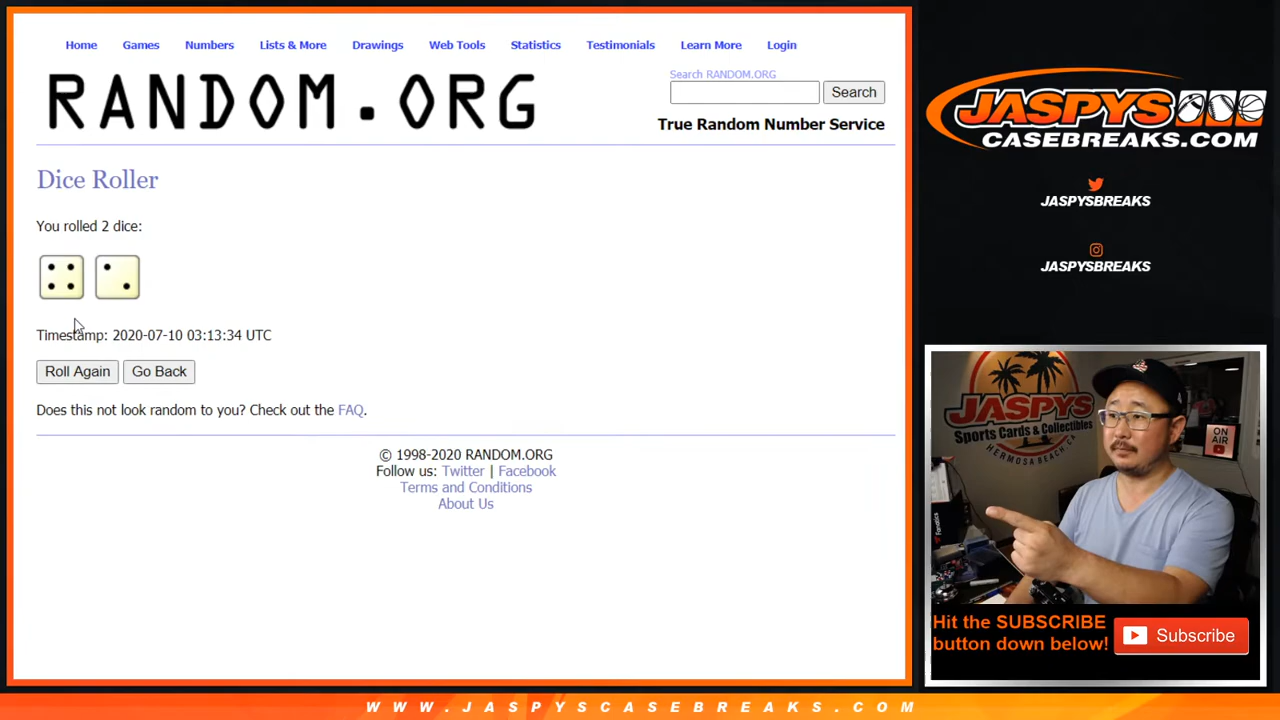 Home Games Numbers Lists & More Drawings Web Tools Statistics Testimonials Learn More Login
RANDOM.ORG
Search RANDOM.ORG
Search
True Random Number Service
Dice Roller
You rolled 2 dice:
Timestamp: 2020-07-10 03:13:34 UTC
Roll Again Go Back
Does this not look random to you? Check out the FAQ.
© 1998-2020 RANDOM.ORG
Follow us: Twitter | Facebook
Terms and Conditions
About Us
JASPYS
CASEBREAKS.COM
JASPYSBREAKS
JASPYSBREAKS
JASPYS
Sports Cards & Collectibles
HERMOSA BEACH, CA
ON AIR
Fanatics
Hit the SUBSCRIBE
button down below!
Subscribe
WWW.JASPYSCASEBREAKS.COM